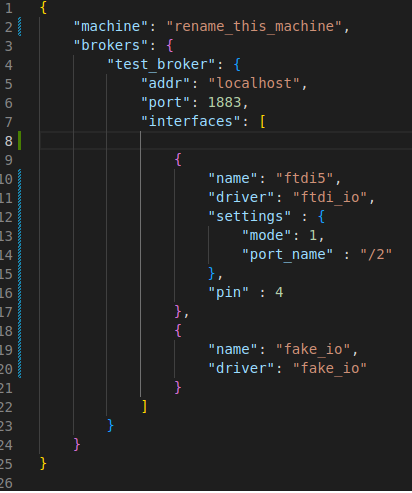 1 {
2     "machine": "rename_this_machine",
3     "brokers": {
4         "test_broker": {
5             "addr": "localhost",
6             "port": 1883,
7             "interfaces": [
8
9                 {
10                     "name": "ftdi5",
11                     "driver": "ftdi_io",
12                     "settings" : {
13                         "mode": 1,
14                         "port_name" : "/2"
15                     },
16                     "pin" : 4
17                 },
18                 {
19                     "name": "fake_io",
20                     "driver": "fake_io"
21                 }
22             ]
23         }
24     }
25 }
26